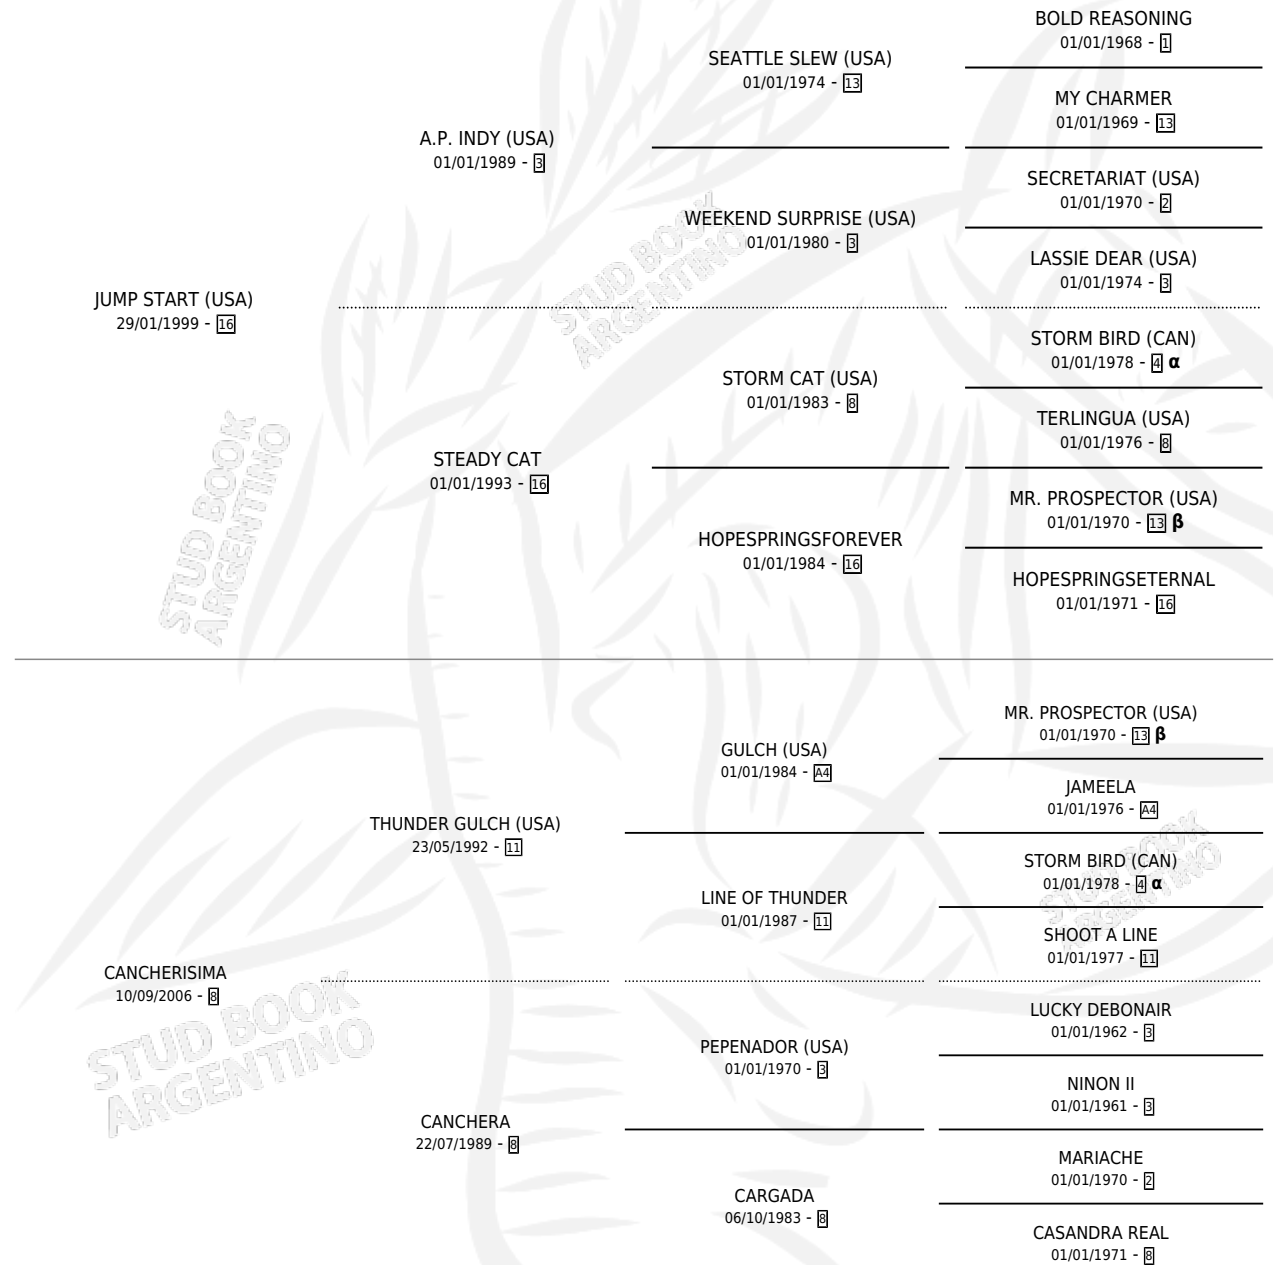 BOLD REASONING
01/01/1968 - 1
SEATTLE SLEW (USA)
01/01/1974 - 13
MY CHARMER
01/01/1969 - 13
A.P. INDY (USA)
01/01/1989 - 3
SECRETARIAT (USA)
01/01/1970 - 2
WEEKEND SURPRISE (USA)
01/01/1980 - 3
LASSIE DEAR (USA)
01/01/1974 - 3
JUMP START (USA)
29/01/1999 - 16
STORM BIRD (CAN)
01/01/1978 - 4 α
STORM CAT (USA)
01/01/1983 - 8
TERLINGUA (USA)
01/01/1976 - 8
STEADY CAT
01/01/1993 - 16
MR. PROSPECTOR (USA)
01/01/1970 - 13 β
HOPESPRINGSFOREVER
01/01/1984 - 16
HOPESPRINGSETERNAL
01/01/1971 - 16
MR. PROSPECTOR (USA)
01/01/1970 - 13 β
GULCH (USA)
01/01/1984 - A4
JAMEELA
01/01/1976 - A4
THUNDER GULCH (USA)
23/05/1992 - 11
STORM BIRD (CAN)
01/01/1978 - 4 α
LINE OF THUNDER
01/01/1987 - 11
SHOOT A LINE
01/01/1977 - 11
CANCHERISIMA
10/09/2006 - 8
LUCKY DEBONAIR
01/01/1962 - 3
PEPENADOR (USA)
01/01/1970 - 3
NINON II
01/01/1961 - 3
CANCHERA
22/07/1989 - 8
MARIACHE
01/01/1970 - 2
CARGADA
06/10/1983 - 8
CASANDRA REAL
01/01/1971 - 8
STUD BOOK
ARGENTINO
STUD BOOK
ARGENTINO
STUD BOOK
ARGENTINO
STUD BOOK
ARGENTINO